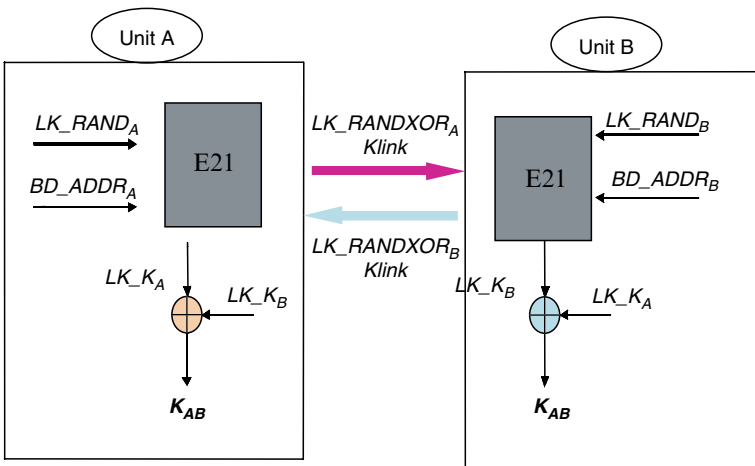 Unit A
Unit B
LK_RAND_A
BD_ADDR_A
E21
LK_RANDXOR_A
Klink
LK_RANDXOR_B
Klink
E21
LK_RAND_B
BD_ADDR_B
LK_K_A
LK_K_B
K_AB
LK_K_B
LK_K_A
K_AB